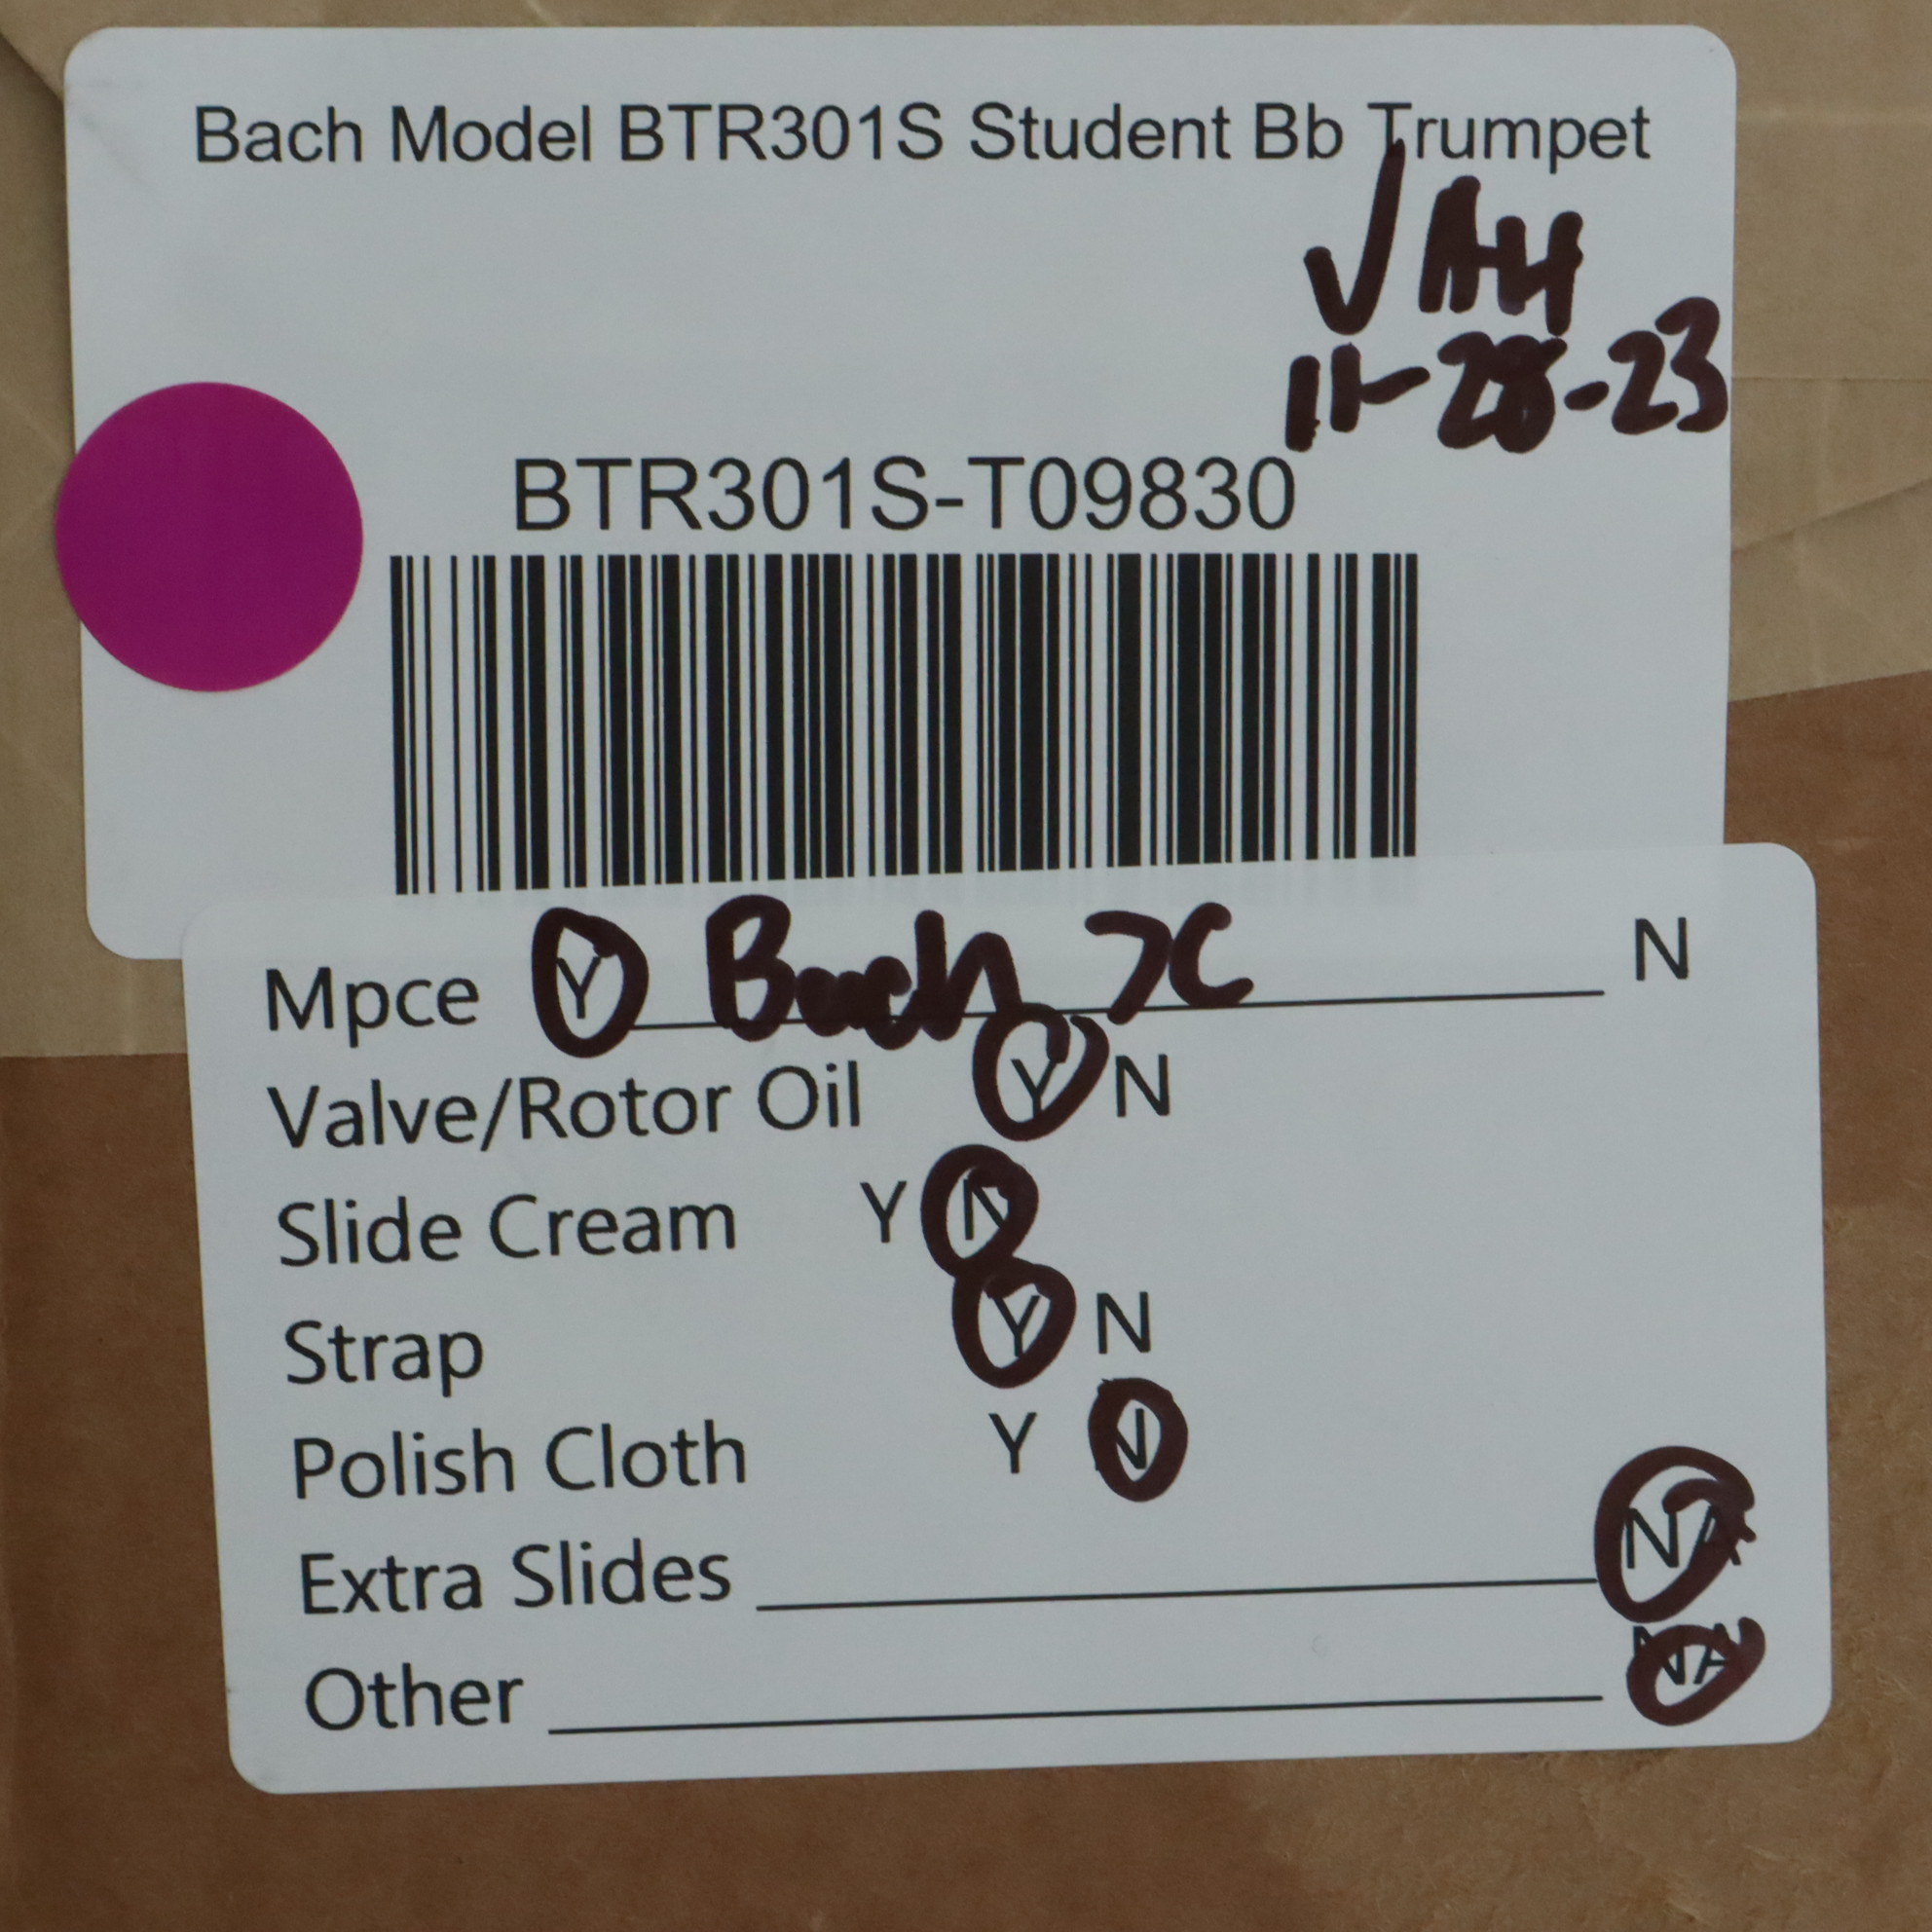 Bach Model BTR301S Student Bb Trumpet
√ AH
11-28-23
BTR301S-T09830
Mpce Y Bach 7C N
Valve/Rotor Oil Y N
Slide Cream Y N
Strap Y N
Polish Cloth Y N
Extra Slides NA
Other NA